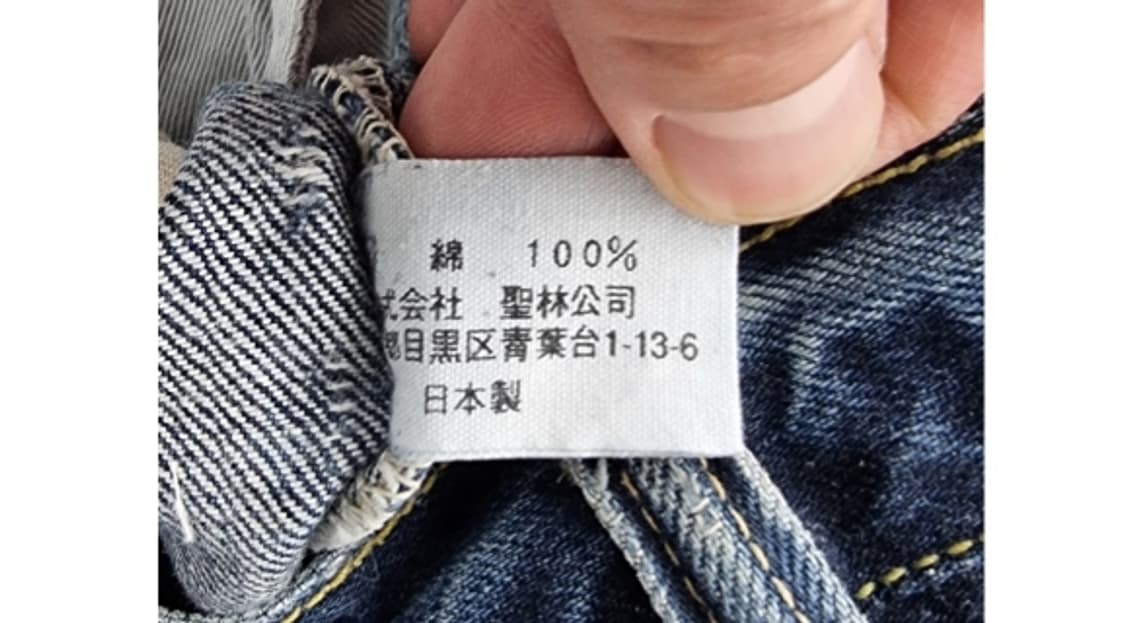 綿 100%
式会社 聖林公司
都目黒区青葉台1-13-6
日本製